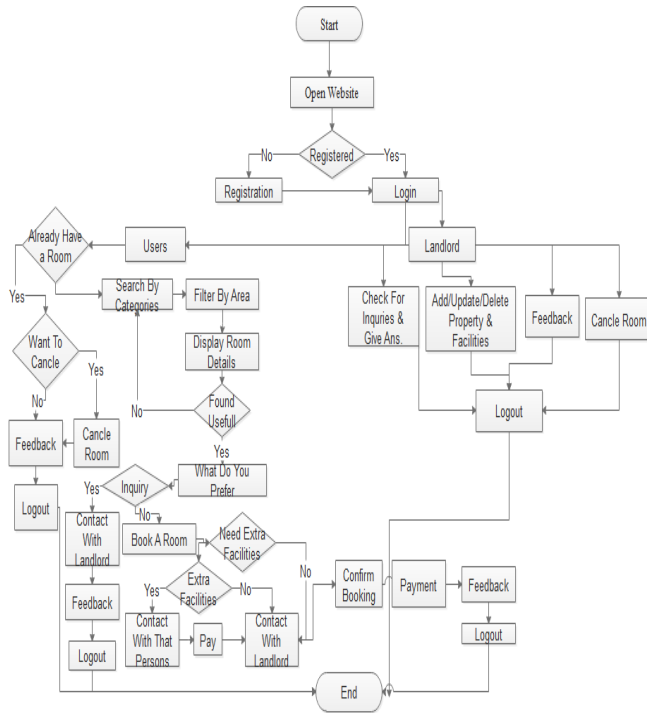 Start
Open Website
Registered
No
Yes
Registration
Login
Already Have
a Room
Users
Landlord
Yes
Search By
Categories
Filter By Area
Check For
Inquries &
Give Ans.
Add/Update/Delete
Property &
Facilities
Feedback
Cancle Room
Want To
Cancle
Display Room
Details
Yes
No
No
Found
Usefull
Logout
Feedback
Cancle
Room
Yes
What Do You
Prefer
Yes
Inquiry
Logout
No
Contact
With
Landlord
Book A Room
Need Extra
Facilities
No
Yes
Extra
Facilities
No
Confirm
Booking
Payment
Feedback
Feedback
Contact
With That
Persons
Pay
Contact
With
Landlord
Logout
Logout
End